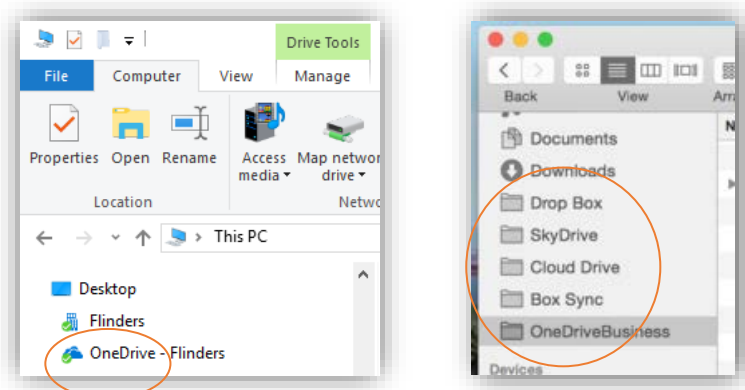 Drive Tools
File Computer View Manage
Properties Open Rename Access media Map networ drive
Location Netwo
This PC
Desktop
Flinders
OneDrive - Flinders
Back View Arra
N
Documents
Downloads
Drop Box
SkyDrive
Cloud Drive
Box Sync
OneDriveBusiness
Devices